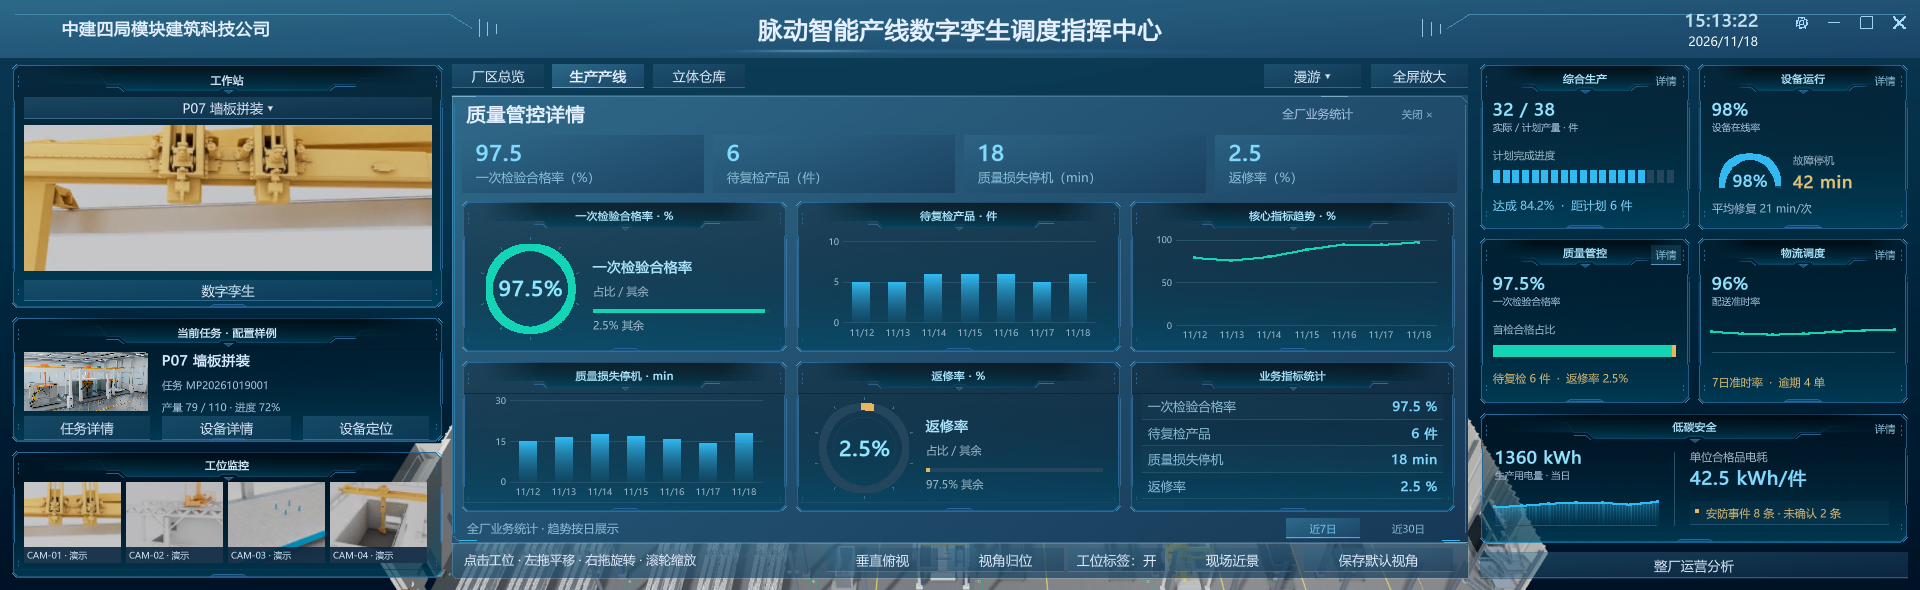 中建四局模块建筑科技公司
脉动智能产线数字孪生调度指挥中心
15:13:22
2026/11/18
工作站
P07 墙板拼装 ▾
数字孪生
当前任务 · 配置样例
P07 墙板拼装
任务 MP20261019001
产量 79 / 110 · 进度 72%
任务详情 设备详情 设备定位
工位监控
CAM-01 · 演示 CAM-02 · 演示 CAM-03 · 演示 CAM-04 · 演示
厂区总览 生产产线 立体仓库 漫游 ▾ 全屏放大
质量管控详情 全厂业务统计 关闭 ×
97.5 6 18 2.5
一次检验合格率（%） 待复检产品（件） 质量损失停机（min） 返修率（%）
一次检验合格率 · %
97.5%
一次检验合格率
占比 / 其余
2.5% 其余
待复检产品 · 件
10
5
0
11/12 11/13 11/14 11/15 11/16 11/17 11/18
核心指标趋势 · %
100
50
0
11/12 11/13 11/14 11/15 11/16 11/17 11/18
质量损失停机 · min
30
15
0
11/12 11/13 11/14 11/15 11/16 11/17 11/18
返修率 · %
2.5%
返修率
占比 / 其余
97.5% 其余
业务指标统计
一次检验合格率 97.5 %
待复检产品 6 件
质量损失停机 18 min
返修率 2.5 %
全厂业务统计 · 趋势按日展示 近7日 近30日
点击工位 · 左拖平移 · 右拖旋转 · 滚轮缩放 垂直俯视 视角归位 工位标签：开 现场近景 保存默认视角
综合生产 详情
32 / 38
实际 / 计划产量 · 件
计划完成进度
达成 84.2% · 距计划 6 件
设备运行 详情
98%
设备在线率
98%
故障停机
42 min
平均修复 21 min/次
质量管控 详情
97.5%
一次检验合格率
首检合格占比
待复检 6 件 · 返修率 2.5%
物流调度 详情
96%
配送准时率
7日准时率 · 逾期 4 单
低碳安全 详情
1360 kWh
生产用电量 · 当日
单位合格品电耗
42.5 kWh/件
安防事件 8 条 · 未确认 2 条
整厂运营分析